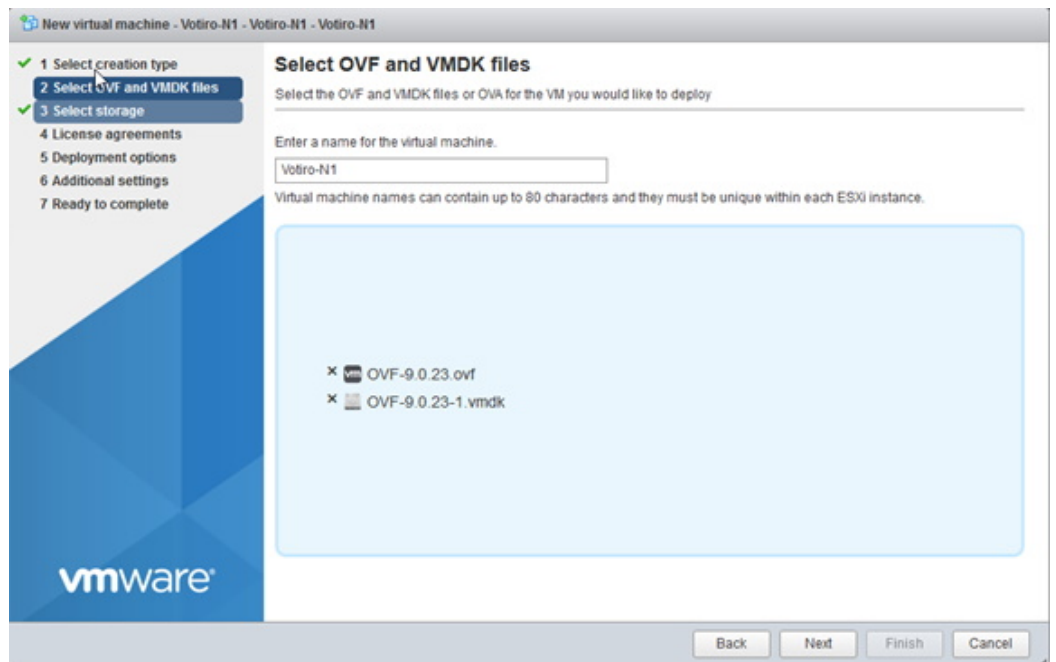 New virtual machine - Votiro-N1 - Votiro-N1 - Votiro-N1
1 Select creation type
2 Select OVF and VMDK files
3 Select storage
4 License agreements
5 Deployment options
6 Additional settings
7 Ready to complete
Select OVF and VMDK files
Select the OVF and VMDK files or OVA for the VM you would like to deploy
Enter a name for the virtual machine.
Votiro-N1
Virtual machine names can contain up to 80 characters and they must be unique within each ESXi instance.
× vm OVF-9.0.23.ovf
× OVF-9.0.23-1.vmdk
vmware®
Back Next Finish Cancel